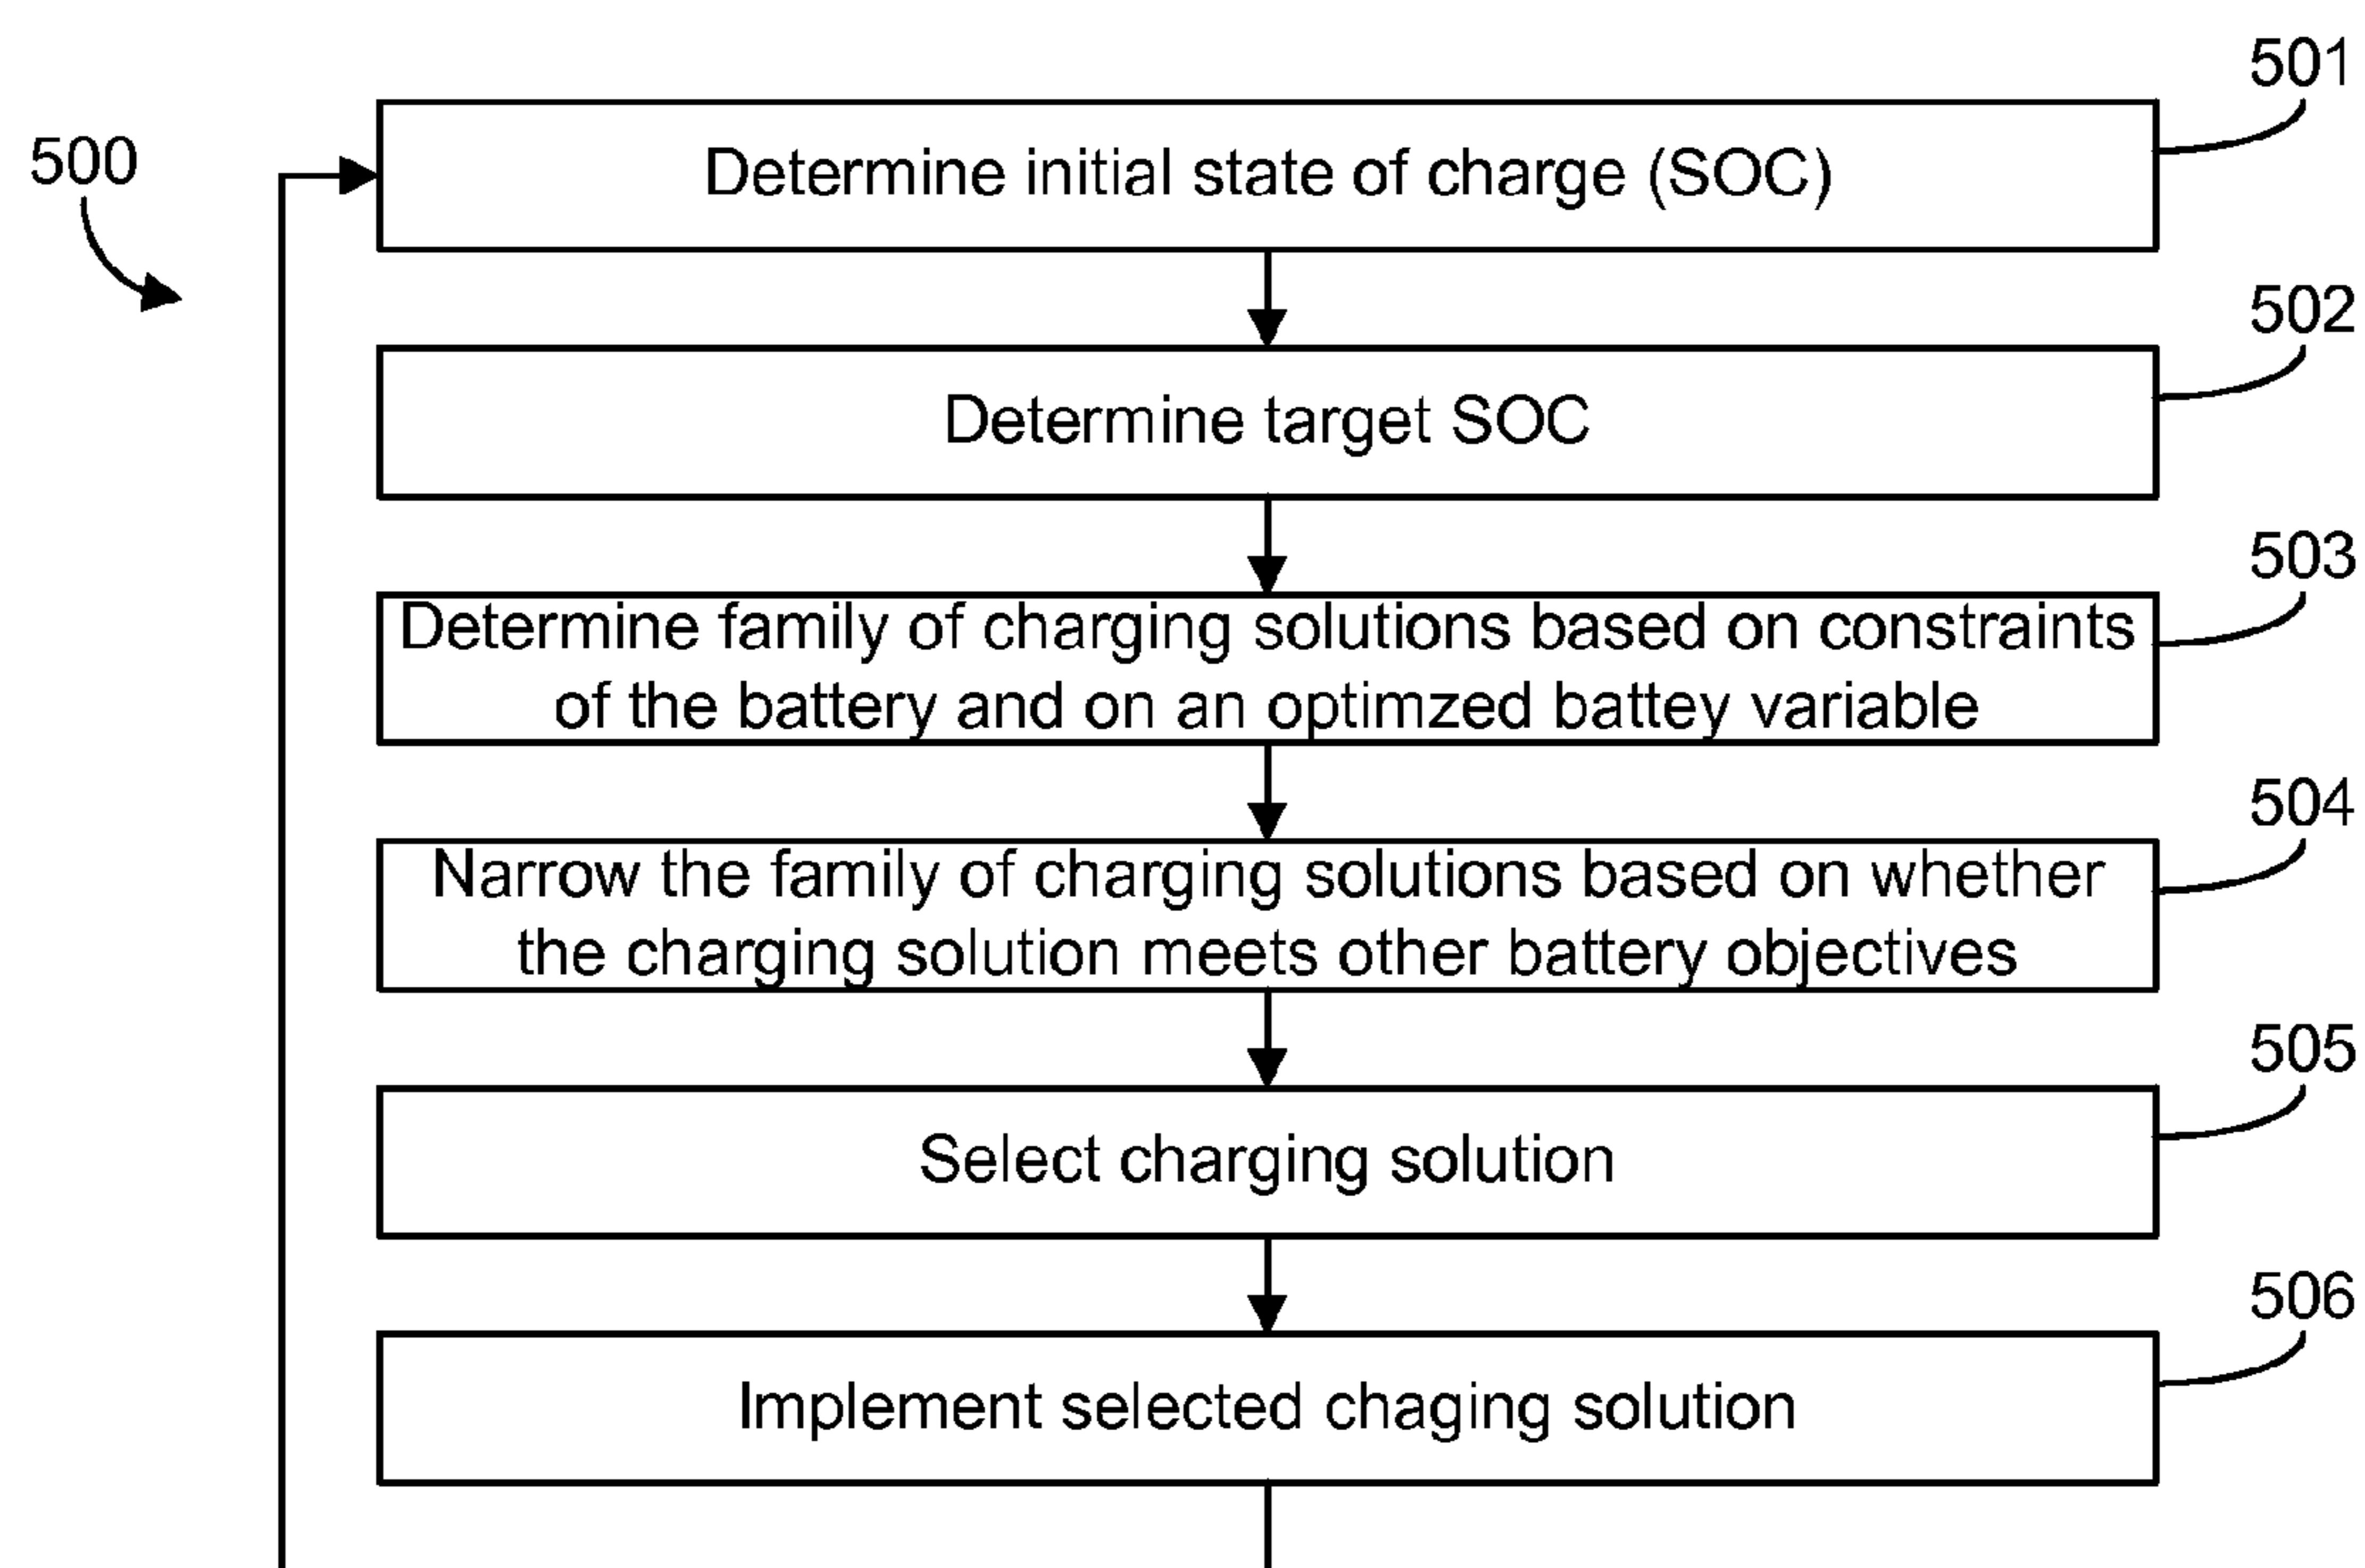 501
500
Determine initial state of charge (SOC)
502
Determine target SOC
503
Determine family of charging solutions based on constraints
of the battery and on an optimzed battey variable
504
Narrow the family of charging solutions based on whether
the charging solution meets other battery objectives
505
Select charging solution
506
Implement selected chaging solution